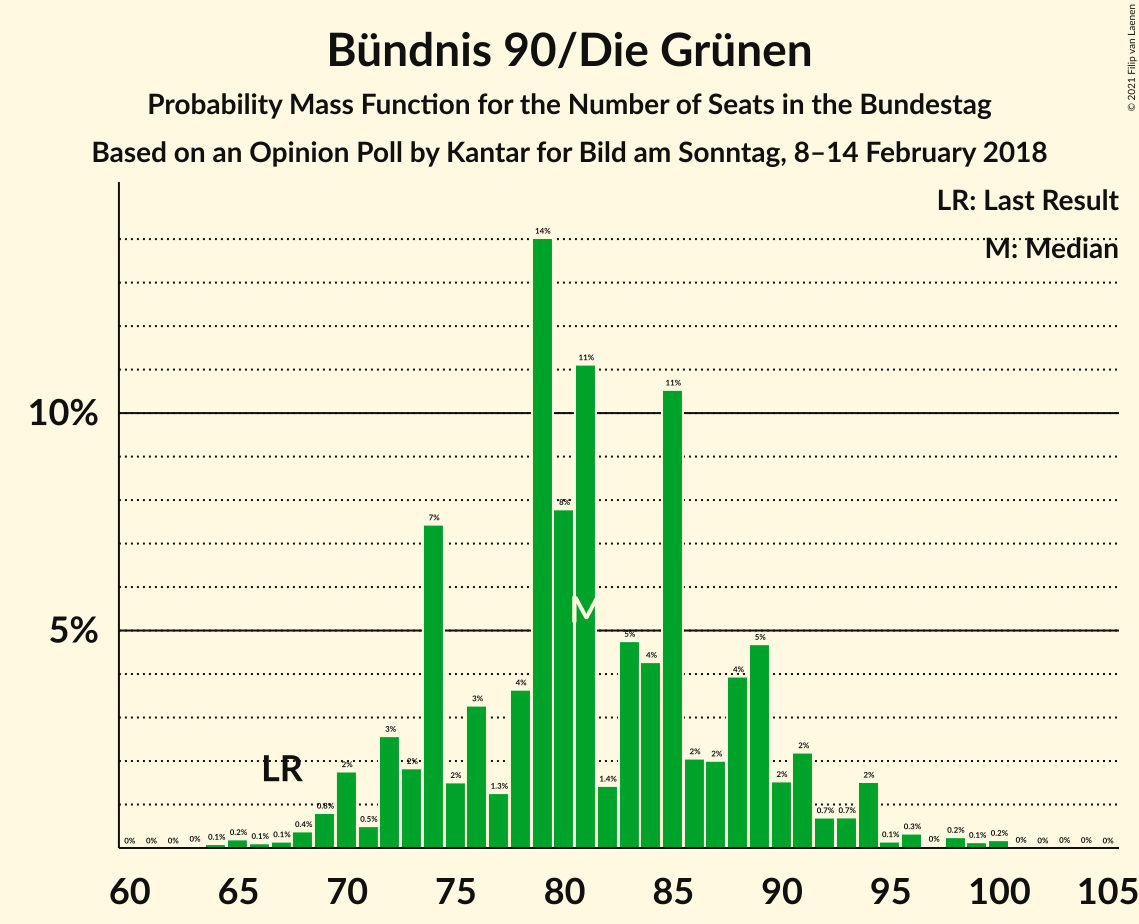 Bündnis 90/Die Grünen
Probability Mass Function for the Number of Seats in the Bundestag
Based on an Opinion Poll by Kantar for Bild am Sonntag, 8–14 February 2018
© 2021 Filip van Laenen
LR: Last Result
M: Median
10%
5%
0% 0% 0% 0% 0.1% 0.2% 0.1% 0.1% 0.4% 0.8% 2% 0.5% 3% 2% 7% 2% 3% 1.3% 4% 14% 8% 11% 1.4% 5% 4% 11% 2% 2% 4% 5% 2% 2% 0.7% 0.7% 2% 0.1% 0.3% 0% 0.2% 0.1% 0.2% 0% 0% 0% 0% 0%
LR
M
60 65 70 75 80 85 90 95 100 105